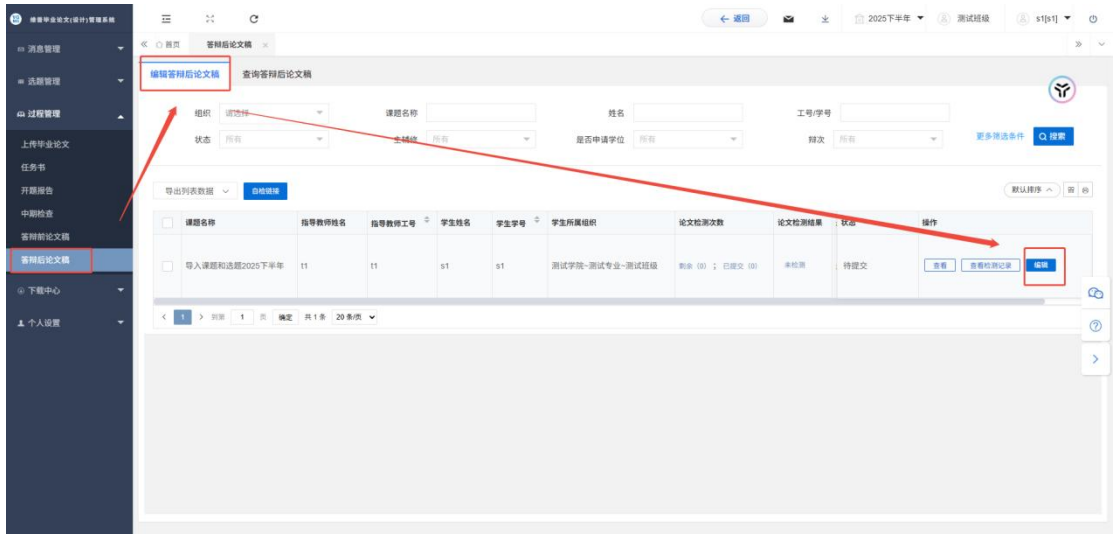 维普毕业论文(设计)管理系统
返回
2025下半年
测试班级
s1[s1]
消息管理
首页
答辩后论文稿
选题管理
编辑答辩后论文稿
查询答辩后论文稿
过程管理
组织 请选择
课题名称
姓名
工号/学号
上传毕业论文
状态 所有
主辅修 所有
是否申请学位 所有
辩次 所有
更多筛选条件
搜索
任务书
开题报告
导出列表数据
自检链接
默认排序
中期检查
答辩前论文稿
课题名称 指导教师姓名 指导教师工号 学生姓名 学生学号 学生所属组织 论文检测次数 论文检测结果 状态 操作
答辩后论文稿
导入课题和选题2025下半年 t1 t1 s1 s1 测试学院-测试专业-测试班级 剩余 (0) ; 已提交 (0) 未检测 待提交 查看 查看检测记录 编辑
下载中心
1 到第 1 页 确定 共 1 条 20 条/页
个人设置